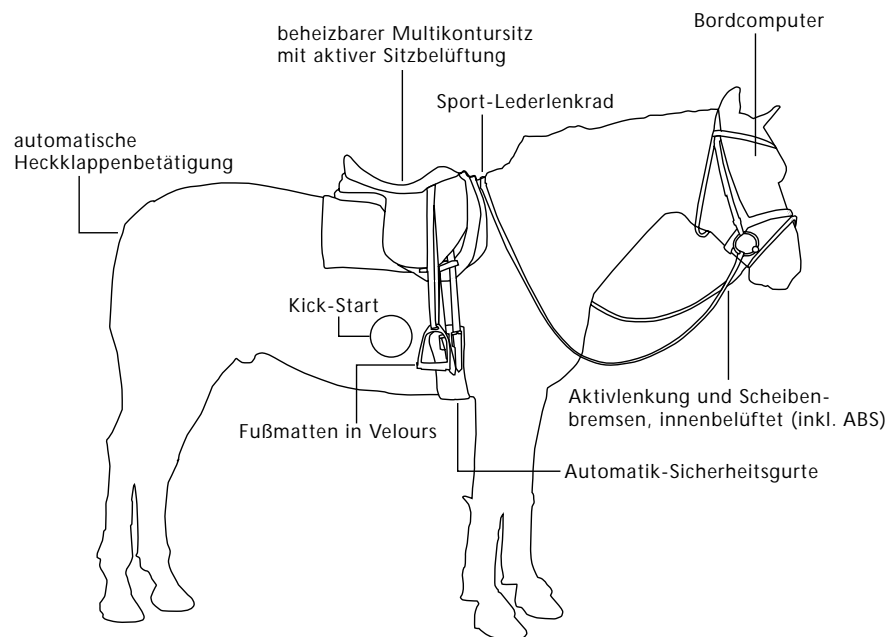 Bordcomputer
beheizbarer Multikontursitz
mit aktiver Sitzbelüftung
Sport-Lederlenkrad
automatische
Heckklappenbetätigung
Kick-Start
Aktivlenkung und Scheiben-
bremsen, innenbelüftet (inkl. ABS)
Fußmatten in Velours
Automatik-Sicherheitsgurte